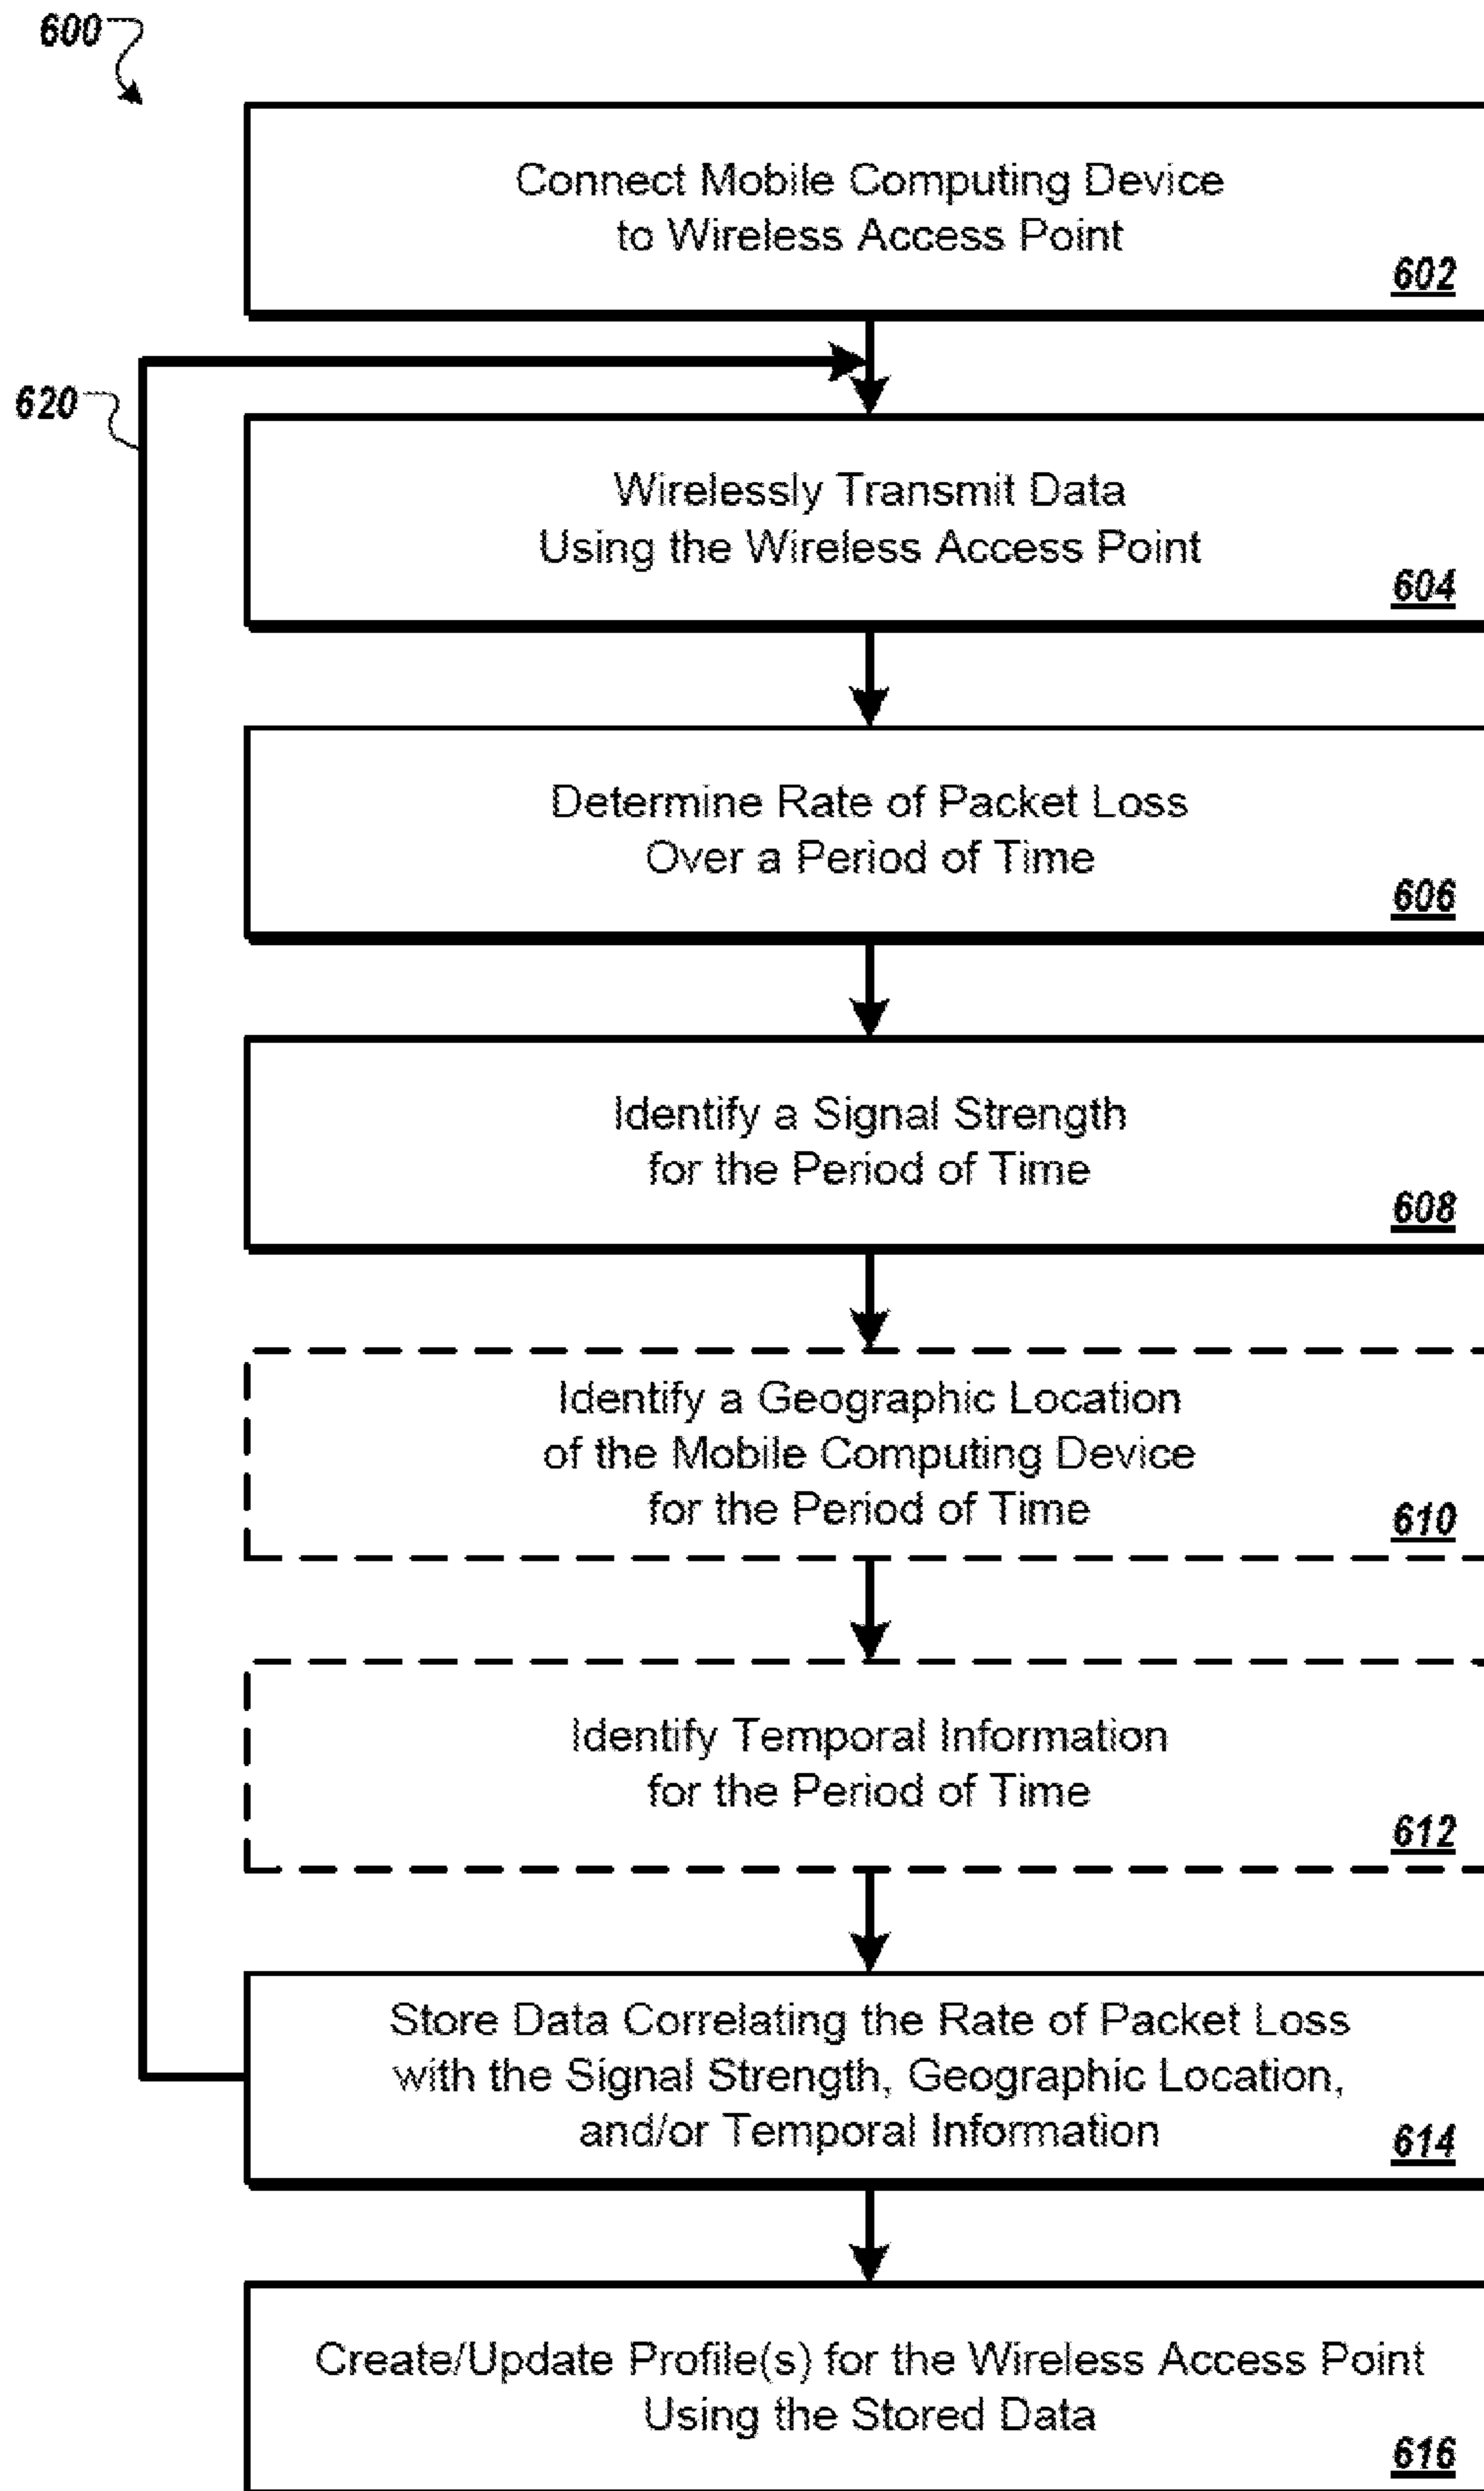 600
Connect Mobile Computing Device
to Wireless Access Point
602
620
Wirelessly Transmit Data
Using the Wireless Access Point
604
Determine Rate of Packet Loss
Over a Period of Time
606
Identify a Signal Strength
for the Period of Time
608
Identify a Geographic Location
of the Mobile Computing Device
for the Period of Time
610
Identify Temporal Information
for the Period of Time
612
Store Data Correlating the Rate of Packet Loss
with the Signal Strength, Geographic Location,
and/or Temporal Information
614
Create/Update Profile(s) for the Wireless Access Point
Using the Stored Data
616